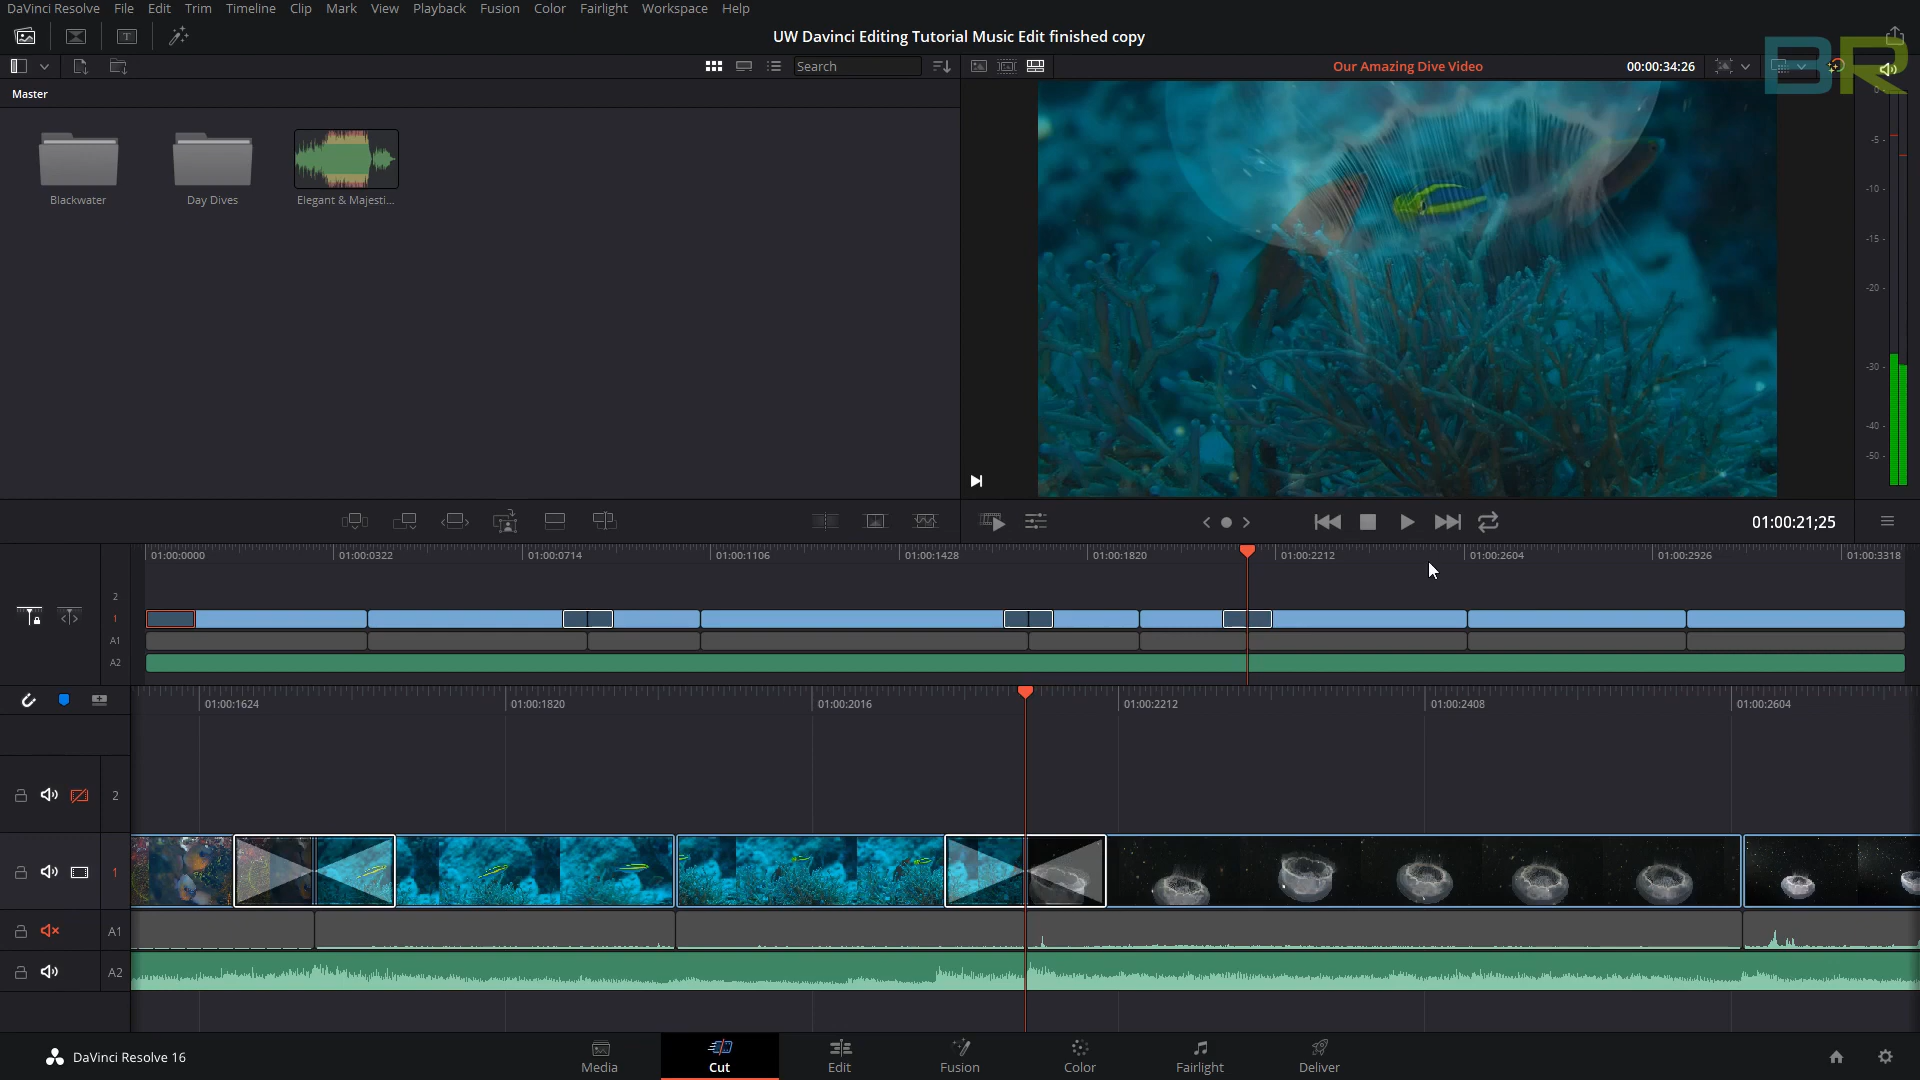 DaVinci Resolve File Edit Trim Timeline Clip Mark View Playback Fusion Color Fairlight Workspace Help
UW Davinci Editing Tutorial Music Edit finished copy
BR
Search
Our Amazing Dive Video
00:00:34:26
Master
Blackwater
Day Dives
Elegant & Majesti...
0
-5
-10
-15
-20
-30
-40
-50
01:00:21;25
01:00:0000 01:00:0322 01:00:0714 01:00:1106 01:00:1428 01:00:1820 01:00:2212 01:00:2604 01:00:2926 01:00:3318
2
1
A1
A2
01:00:1624 01:00:1820 01:00:2016 01:00:2212 01:00:2408 01:00:2604
2
1
A1
A2
DaVinci Resolve 16
Media Cut Edit Fusion Color Fairlight Deliver